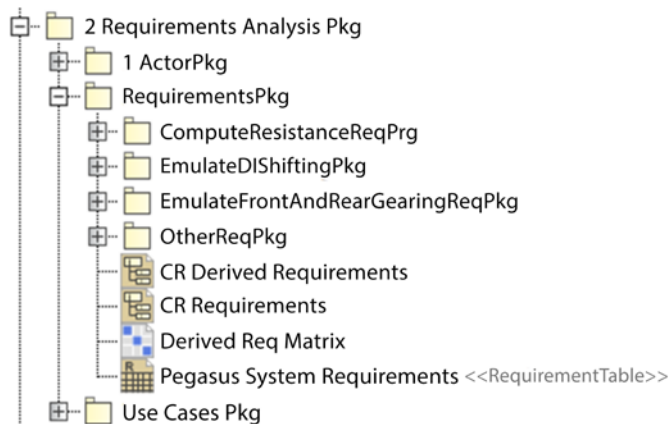 2 Requirements Analysis Pkg
1 ActorPkg
RequirementsPkg
ComputeResistanceReqPrg
EmulateDIShiftingPkg
EmulateFrontAndRearGearingReqPkg
OtherReqPkg
CR Derived Requirements
CR Requirements
Derived Req Matrix
R
Pegasus System Requirements <<RequirementTable>>
Use Cases Pkg